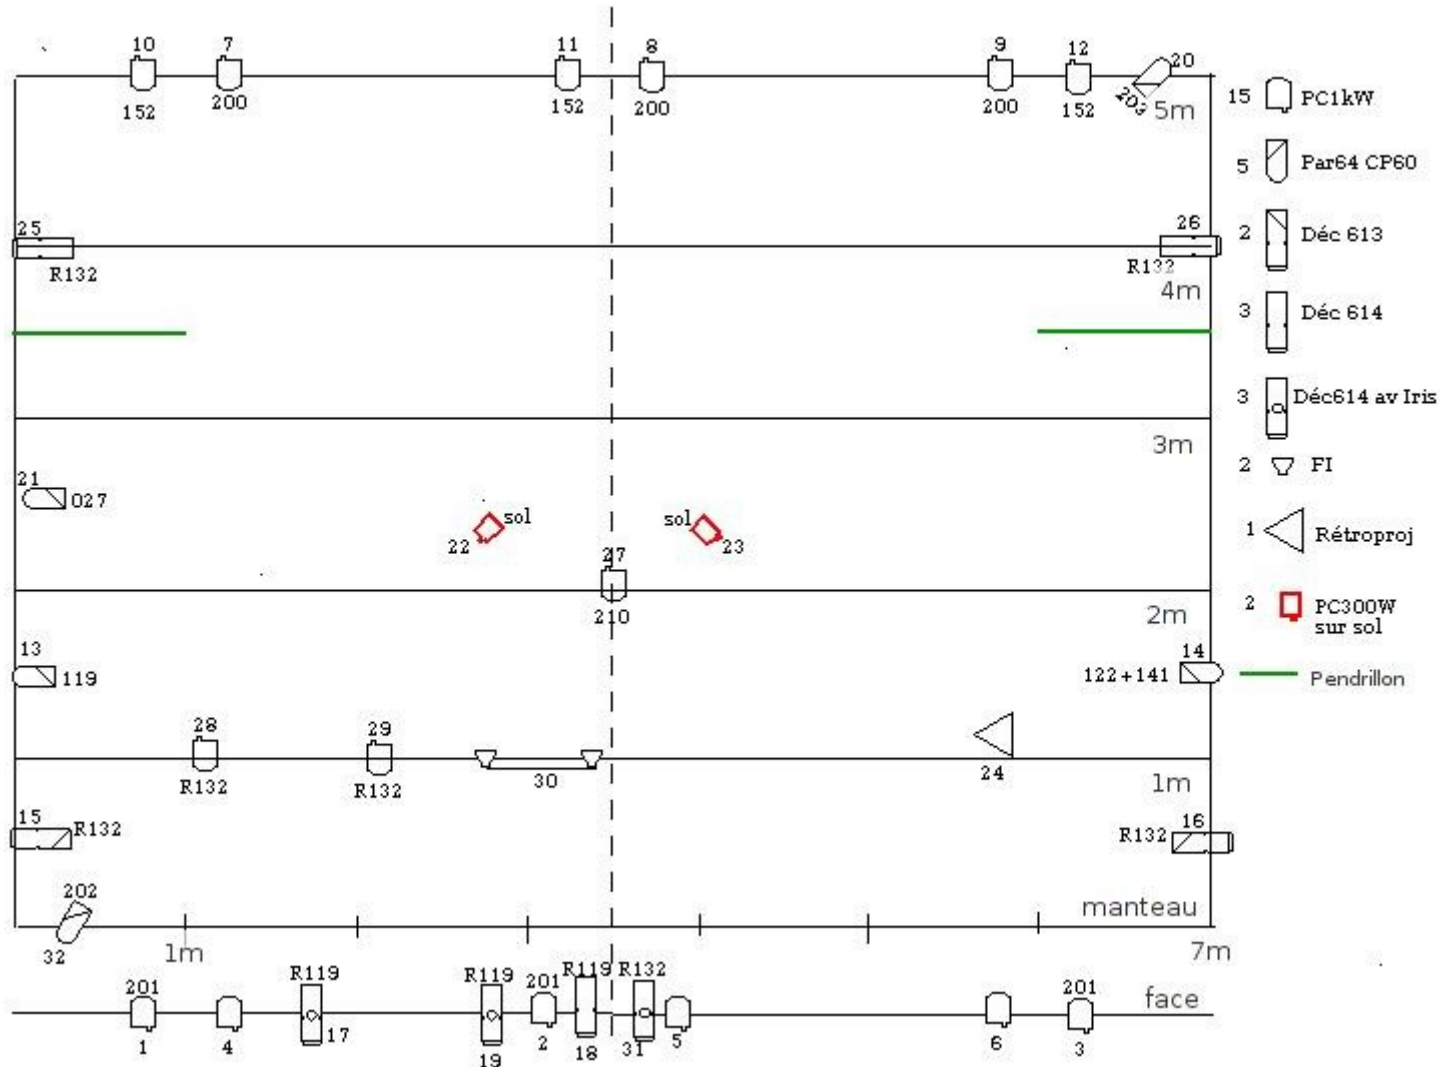 10 7 11 8 9 12 20
152 200 152 200 200 152 203
5m
25 26
R132 R132
4m
3m
21
027
sol sol
22 23
27
210
2m
13 14
119 122+141
28 29
R132 R132
30 24
1m
15 R132 R132 16
202
32
manteau
1m 7m
R119 R119 R119 R132
201 201 201
face
17
1 4 19 2 18 31 5 6 3
15 PC1kW
5 Par64 CP60
2 Déc 613
3 Déc 614
3 Déc614 av Iris
2 FI
1 Rétroproj
2 PC300W
sur sol
Pendrillon